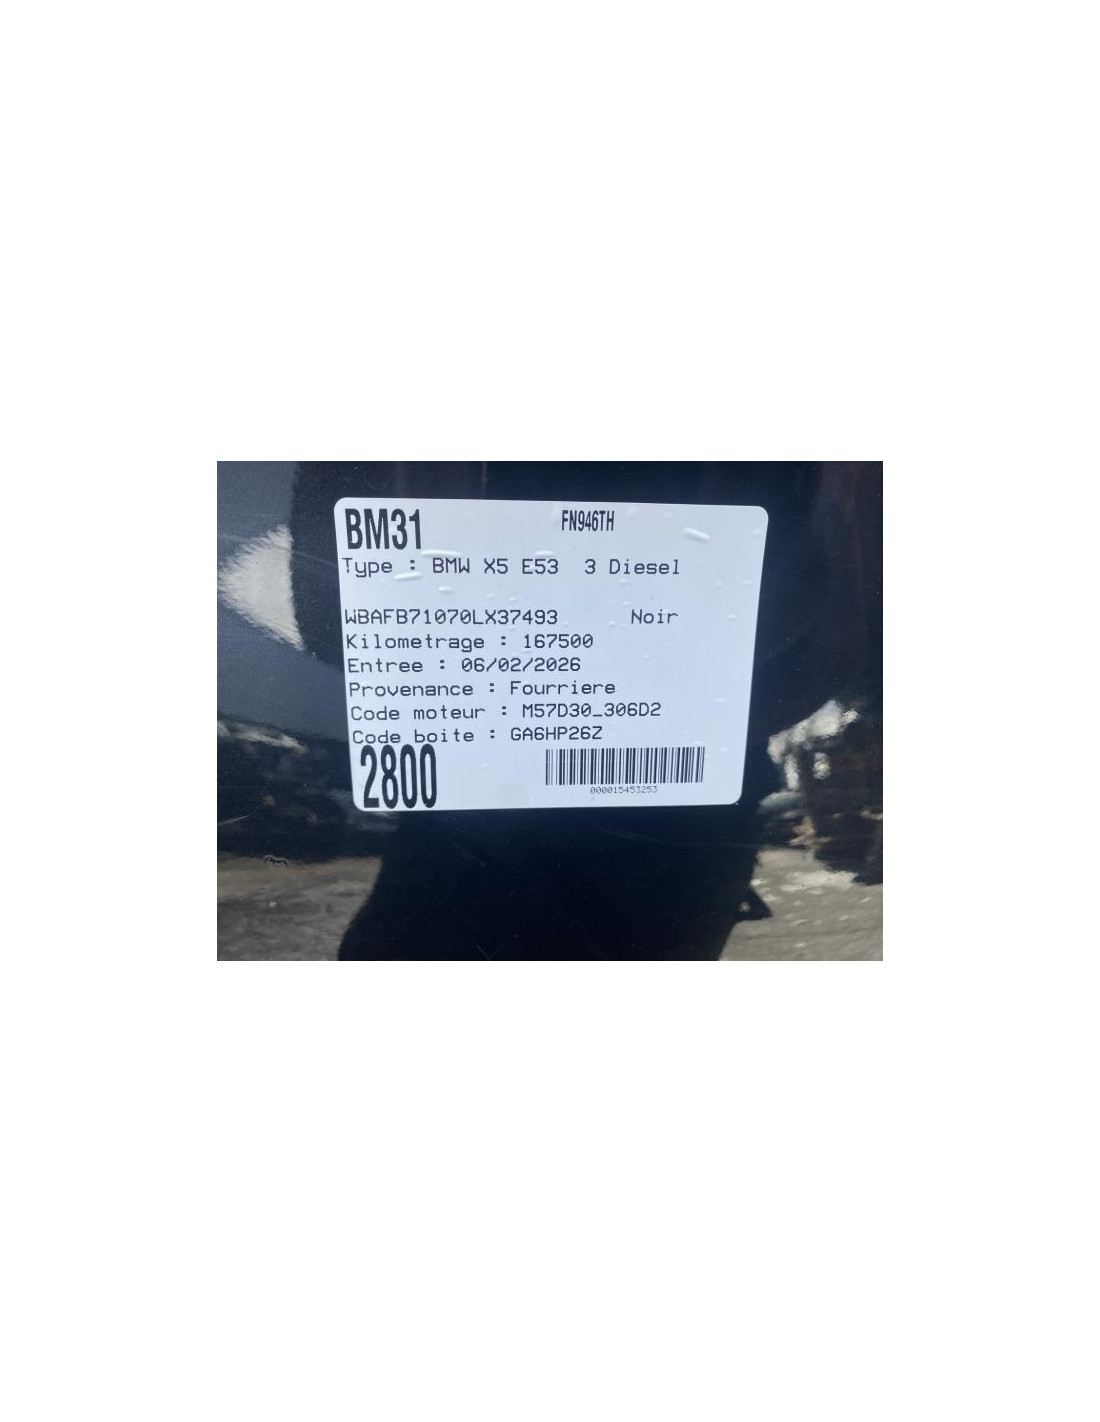 BM31 FN946TH
Type : BMW X5 E53 3 Diesel
WBAFB71070LX37493 Noir
Kilometrage : 167500
Entree : 06/02/2026
Provenance : Fourriere
Code moteur : M57D30_306D2
Code boite : GA6HP26Z
2800
000015453253